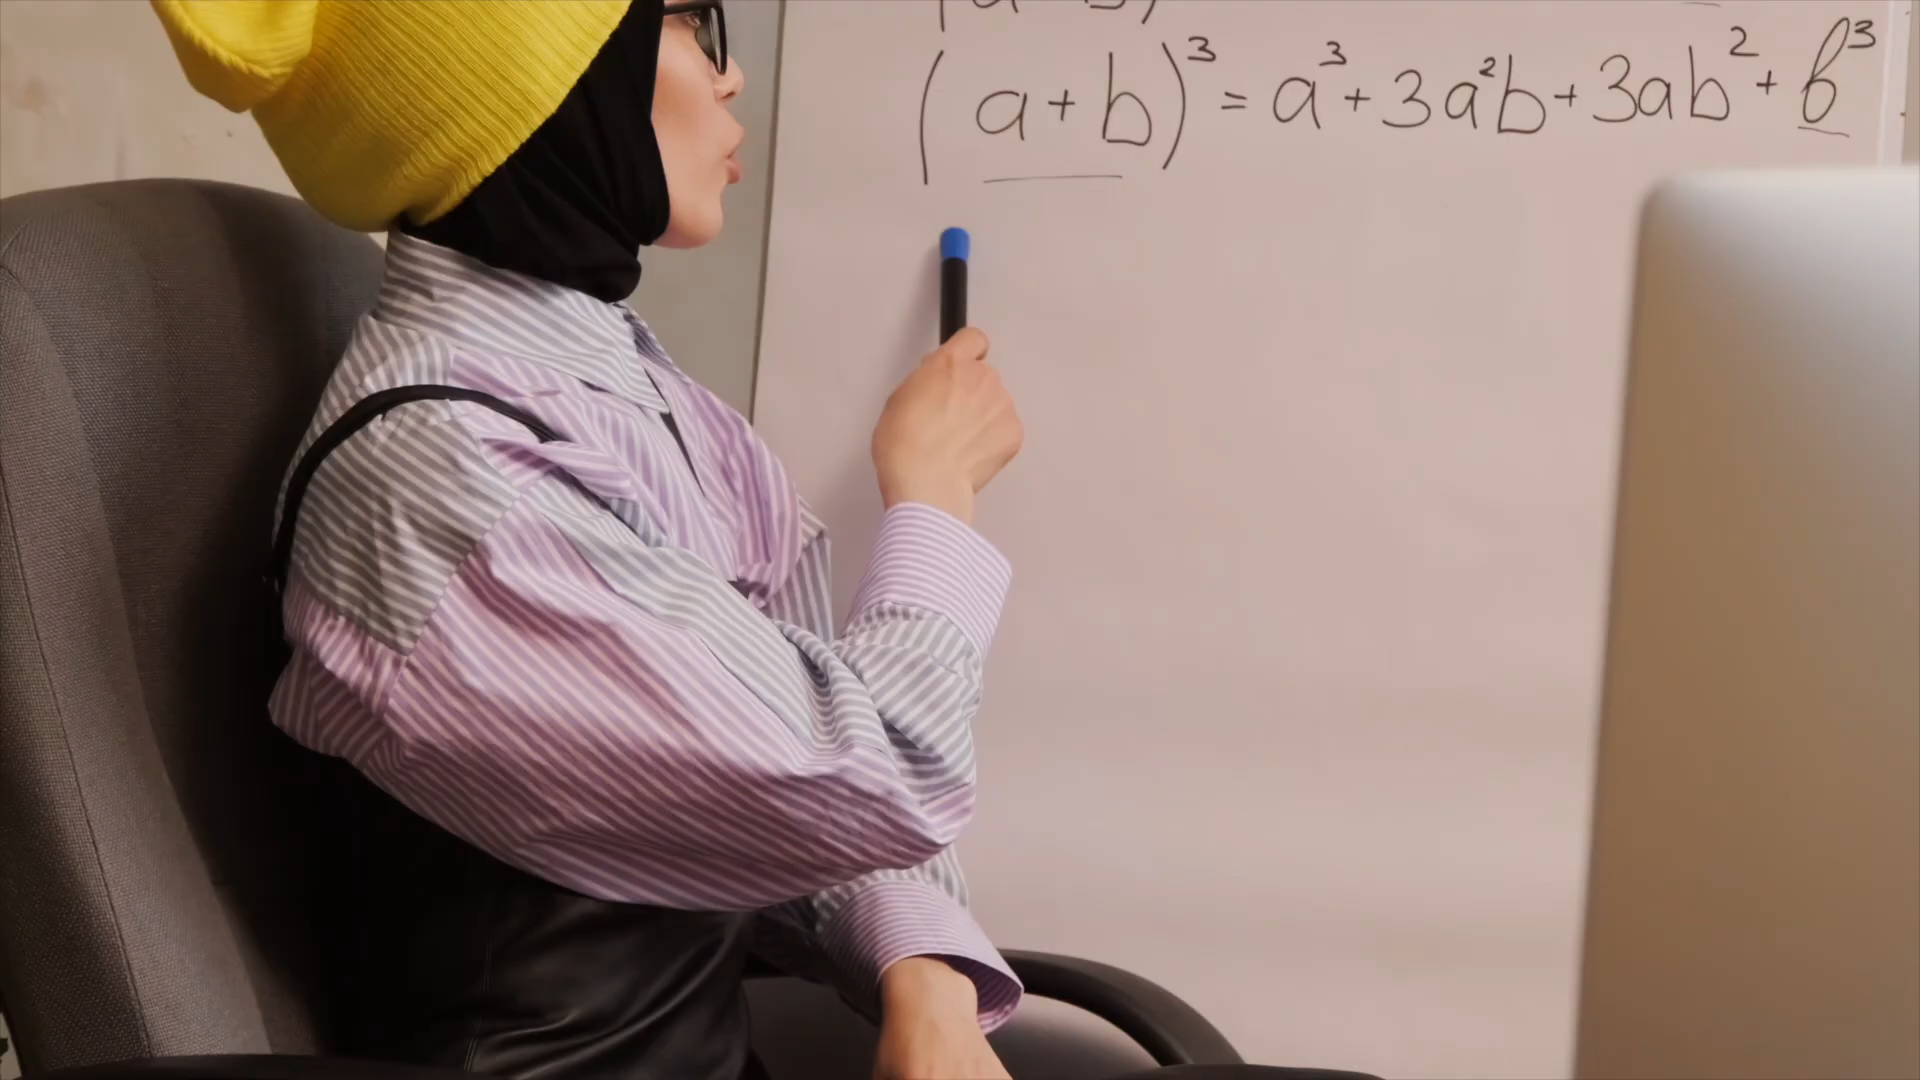 (a + b)³ = a³ + 3a²b + 3ab² + b³